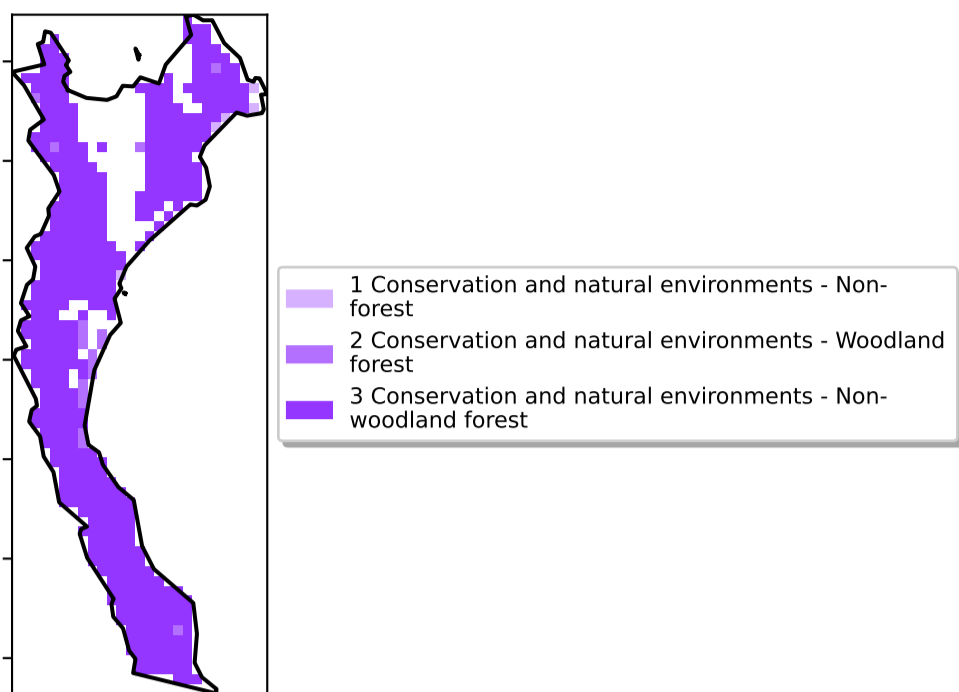 1 Conservation and natural environments - Non-
forest
2 Conservation and natural environments - Woodland
forest
3 Conservation and natural environments - Non-
woodland forest